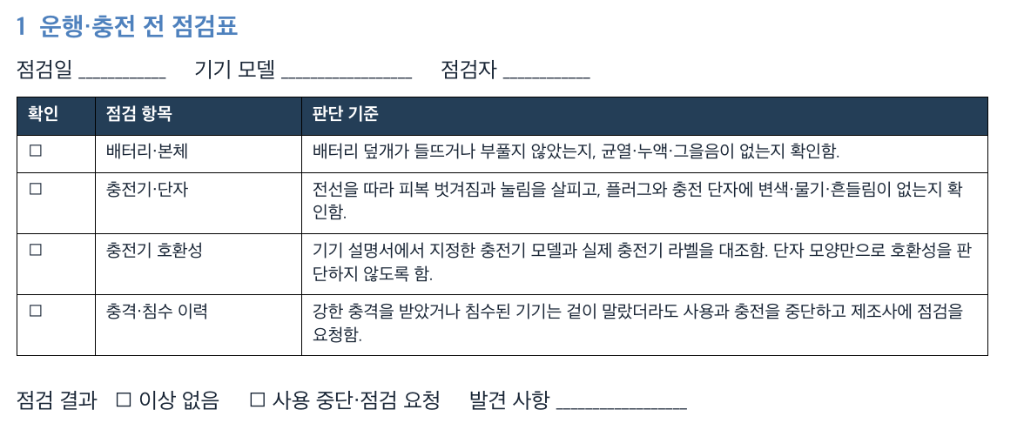 1 운행·충전 전 점검표
점검일 ___________ 기기 모델 ________________ 점검자 ___________
확인 점검 항목 판단 기준
☐ 배터리·본체 배터리 덮개가 들뜨거나 부풀지 않았는지, 균열·누액·그을음이 없는지 확인함.
☐ 충전기·단자 전선을 따라 피복 벗겨짐과 눌림을 살피고, 플러그와 충전 단자에 변색·물기·흔들림이 없는지 확
인함.
☐ 충전기 호환성 기기 설명서에서 지정한 충전기 모델과 실제 충전기 라벨을 대조함. 단자 모양만으로 호환성을 판
단하지 않도록 함.
☐ 충격·침수 이력 강한 충격을 받았거나 침수된 기기는 겉이 말랐더라도 사용과 충전을 중단하고 제조사에 점검을
요청함.
점검 결과 ☐ 이상 없음 ☐ 사용 중단·점검 요청 발견 사항 ________________